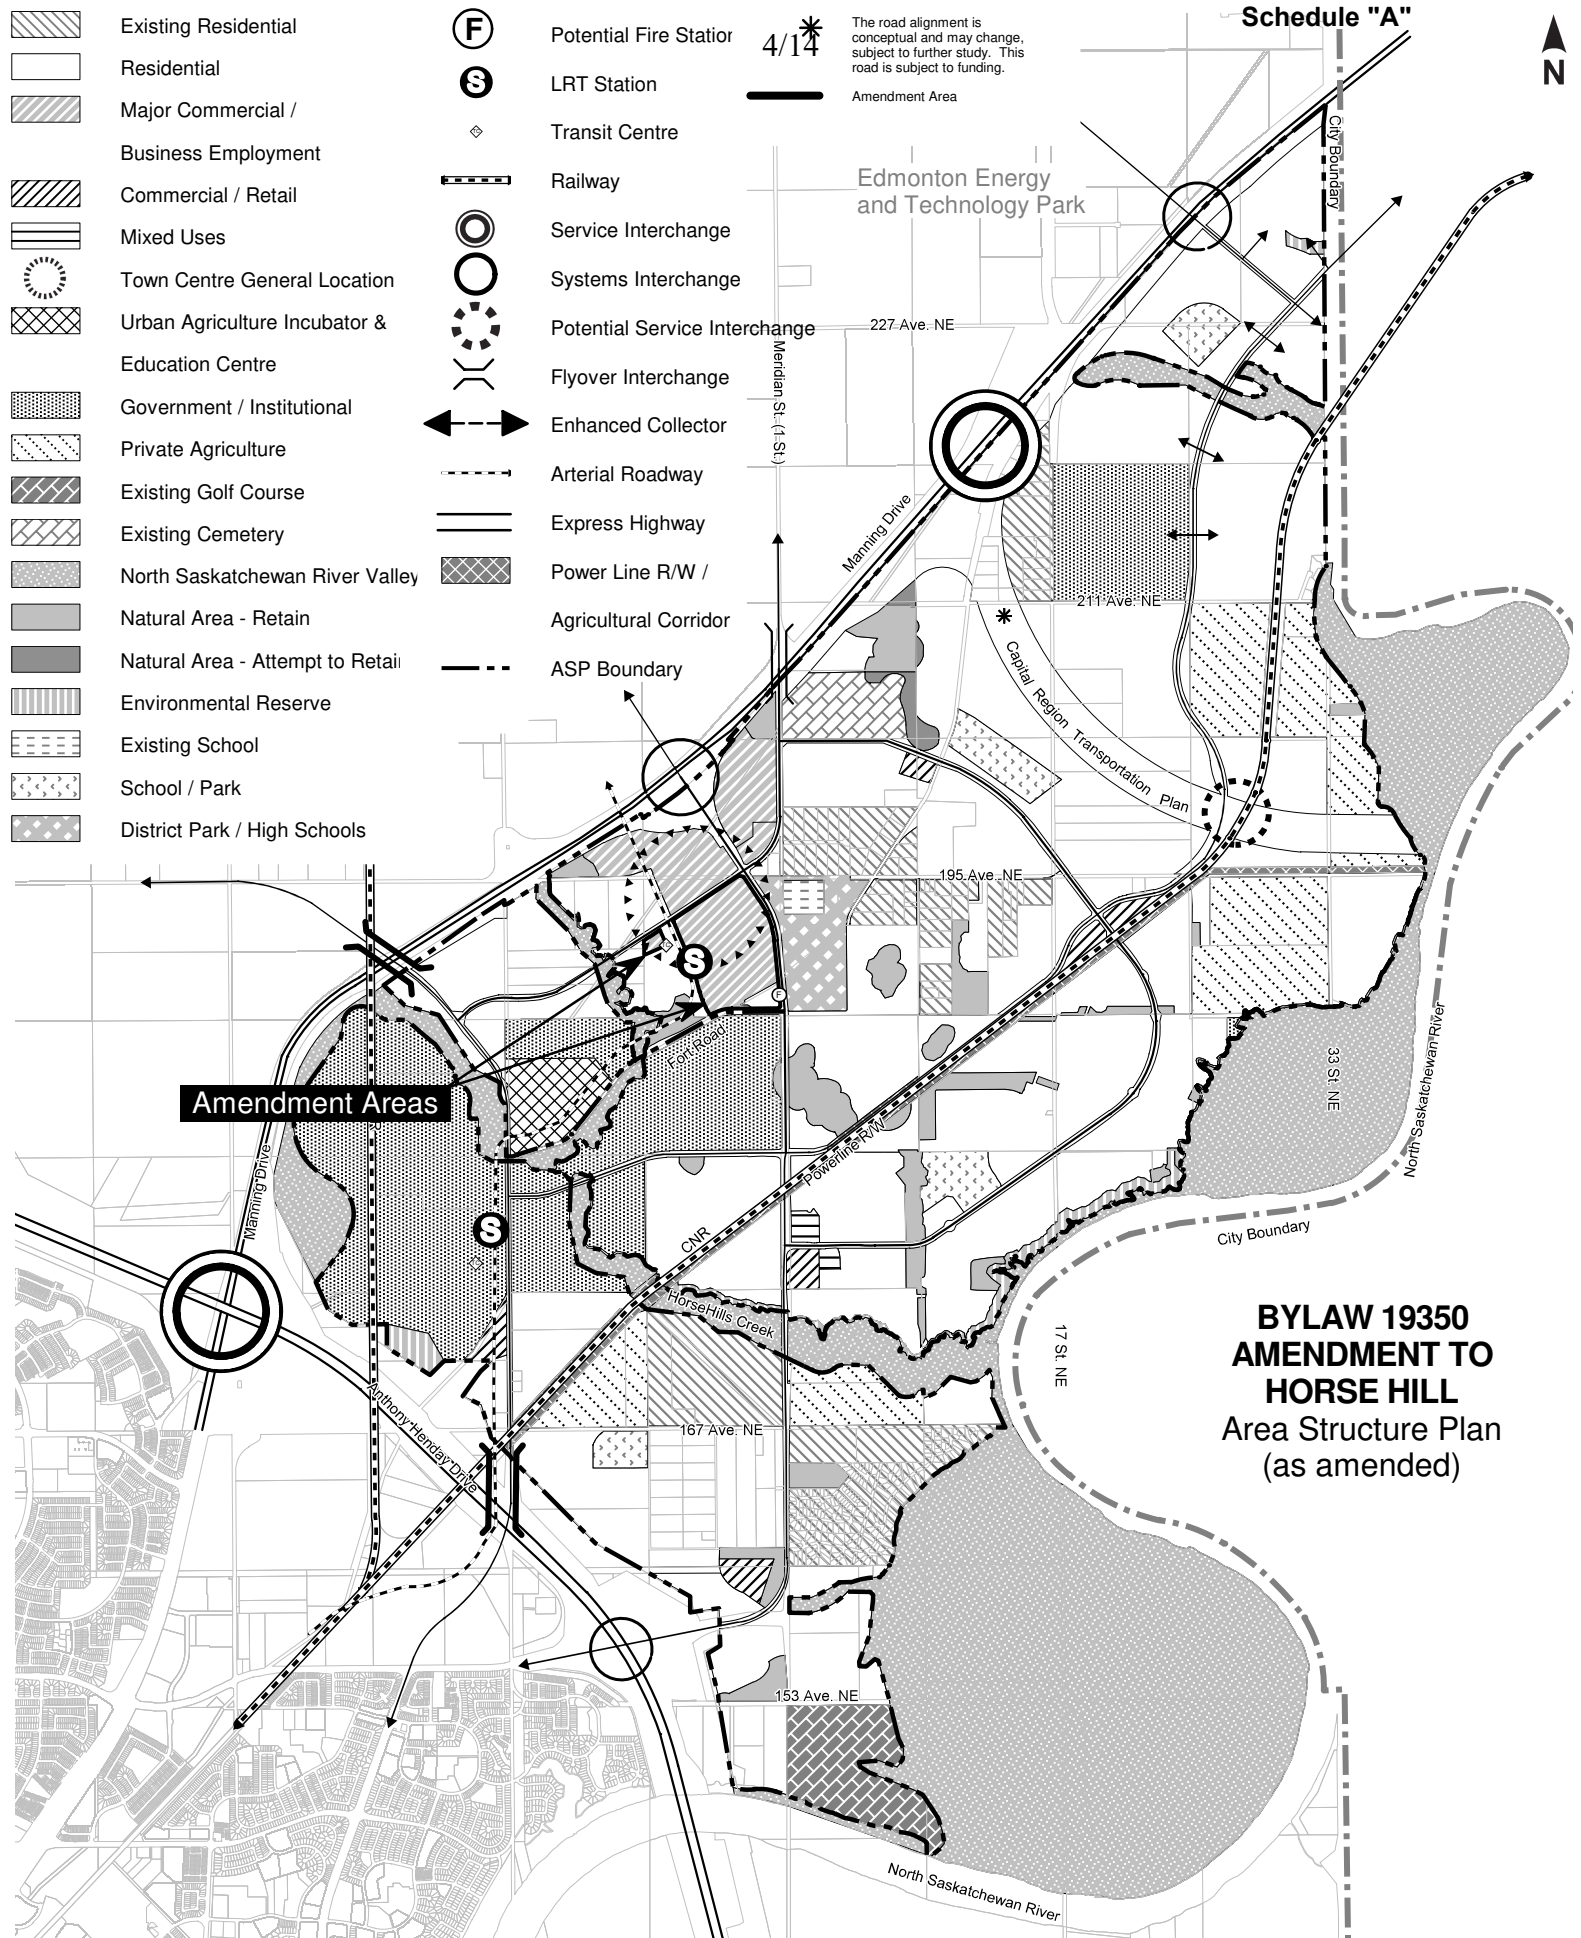 Schedule "A"
N
Existing Residential
Residential
Major Commercial /
Business Employment
Commercial / Retail
Mixed Uses
Town Centre General Location
Urban Agriculture Incubator &
Education Centre
Government / Institutional
Private Agriculture
Existing Golf Course
Existing Cemetery
North Saskatchewan River Valley
Natural Area - Retain
Natural Area - Attempt to Retai
Environmental Reserve
Existing School
School / Park
District Park / High Schools
F
Potential Fire Station
S
LRT Station
Transit Centre
Railway
Service Interchange
Systems Interchange
Potential Service Interchange
Flyover Interchange
Enhanced Collector
Arterial Roadway
Express Highway
Power Line R/W /
Agricultural Corridor
ASP Boundary
4/14
The road alignment is
conceptual and may change,
subject to further study. This
road is subject to funding.
Amendment Area
Edmonton Energy
and Technology Park
City Boundary
227 Ave. NE
Meridian St. (1 St.)
Manning Drive
211 Ave. NE
Capital Region Transportation Plan
195 Ave. NE
S
F
Fort Road
Amendment Areas
33 St. NE
North Saskatchewan River
Manning Drive
Powerline R/W
S
CNR
City Boundary
HorseHills Creek
17 St. NE
BYLAW 19350
AMENDMENT TO
HORSE HILL
Area Structure Plan
(as amended)
Anthony Henday Drive
167 Ave. NE
153 Ave. NE
North Saskatchewan River